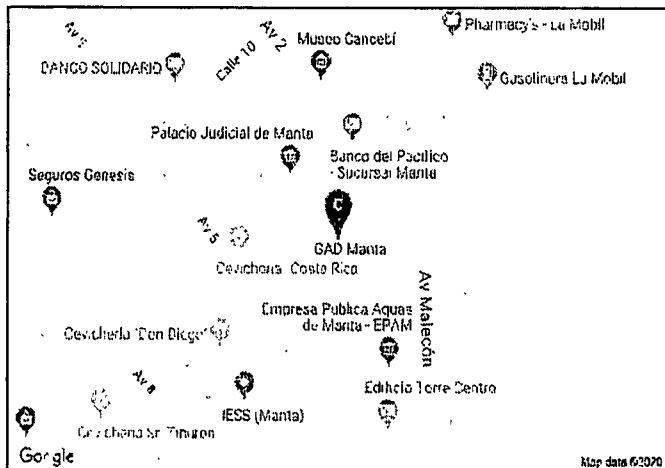 Pharmacy's - La Mobil
Museo Cancebí
Av 2
Calle 10
BANCO SOLIDARIO
Gasolinera La Mobil
Palacio Judicial de Manta
Banco del Pacífico
- Sucursal Manta
Seguros Genesis
Av 5
GAD Manta
Cevichería Costa Rica
Av Malecón
Empresa Publica Aguas
de Manta - EPAM
Cevichería "Don Diego"
Av 8
Edificio Torre Centro
IESS (Manta)
Google
Map data ©2020